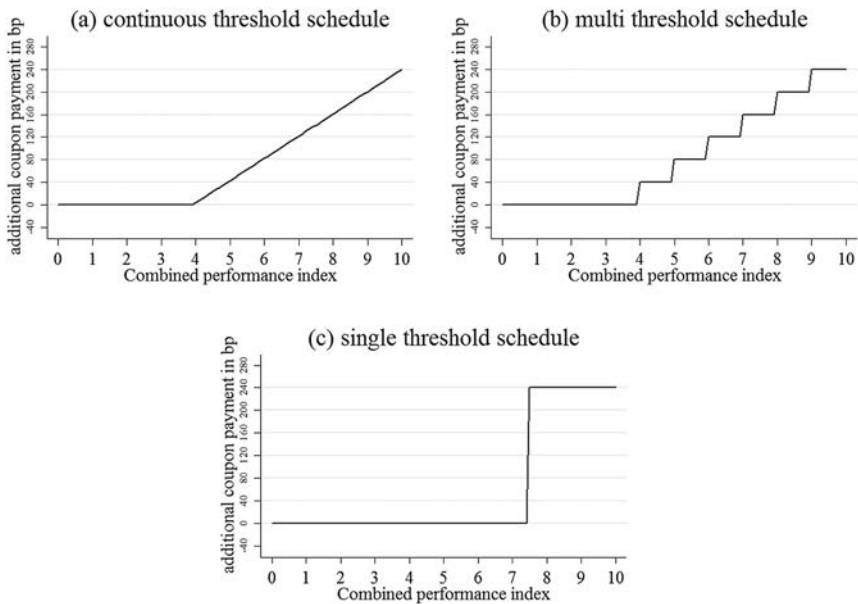 (a) continuous threshold schedule
additional coupon payment in bp
280
240
200
160
120
80
40
0
-40
0 1 2 3 4 5 6 7 8 9 10
Combined performance index
(b) multi threshold schedule
additional coupon payment in bp
280
240
200
160
120
80
40
0
-40
0 1 2 3 4 5 6 7 8 9 10
Combined performance index
(c) single threshold schedule
additional coupon payment in bp
280
240
200
160
120
80
40
0
-40
0 1 2 3 4 5 6 7 8 9 10
Combined performance index